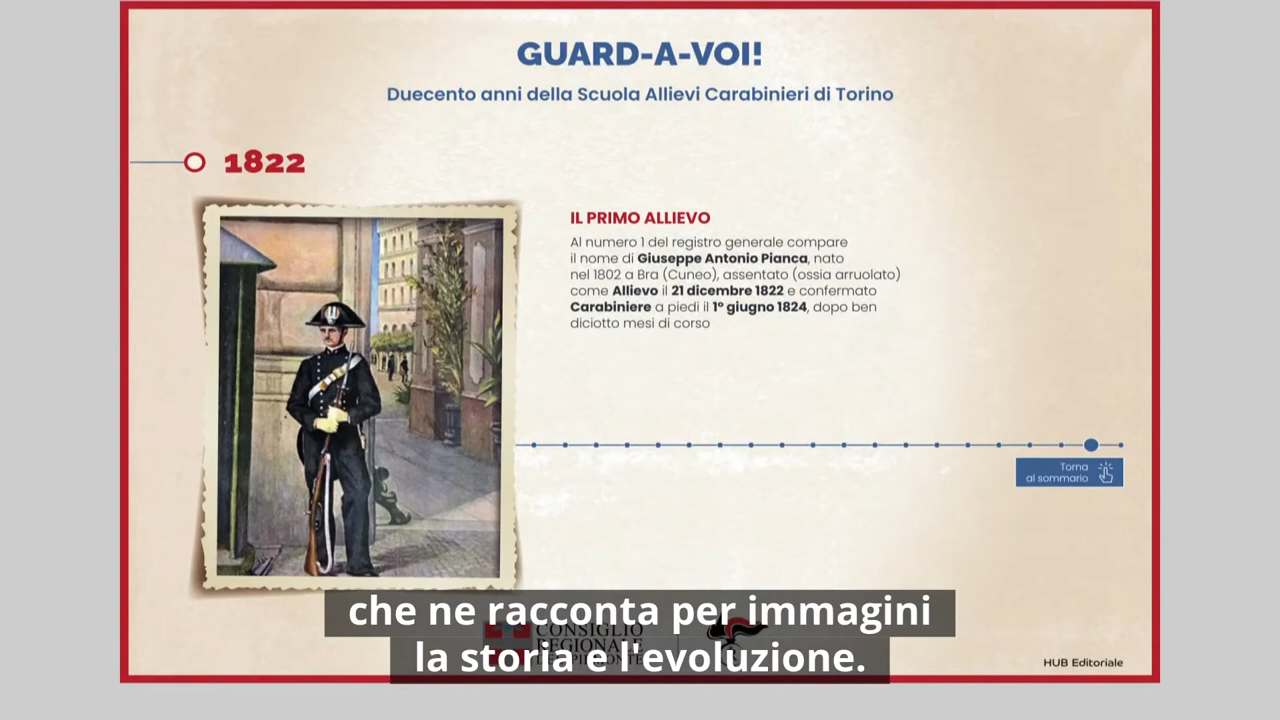 GUARD-A-VOI!
Duecento anni della Scuola Allievi Carabinieri di Torino
1822
IL PRIMO ALLIEVO
Al numero 1 del registro generale compare
il nome di Giuseppe Antonio Pianca, nato
nel 1802 a Bra (Cuneo), assentato (ossia arruolato)
come Allievo il 21 dicembre 1822 e confermato
Carabiniere a piedi il 1° giugno 1824, dopo ben
diciotto mesi di corso
Torna
al sommario
che ne racconta per immagini
la storia e l'evoluzione.
CONSIGLIO
REGIONALE
HUB Editoriale